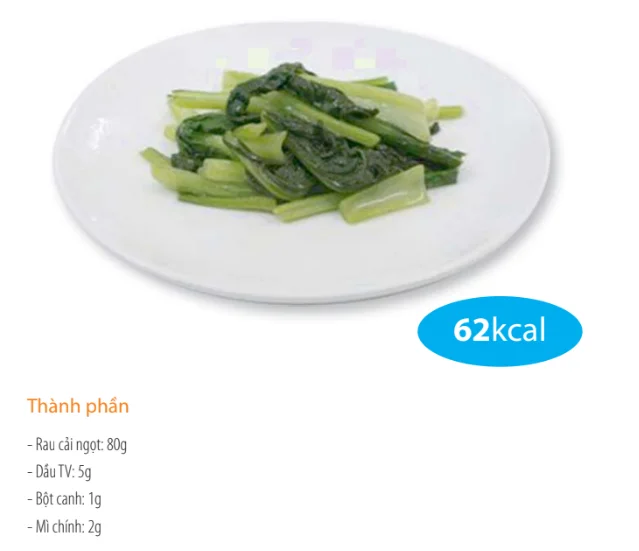 62kcal
Thành phần
- Rau cải ngọt: 80g
- Dầu TV: 5g
- Bột canh: 1g
- Mì chính: 2g